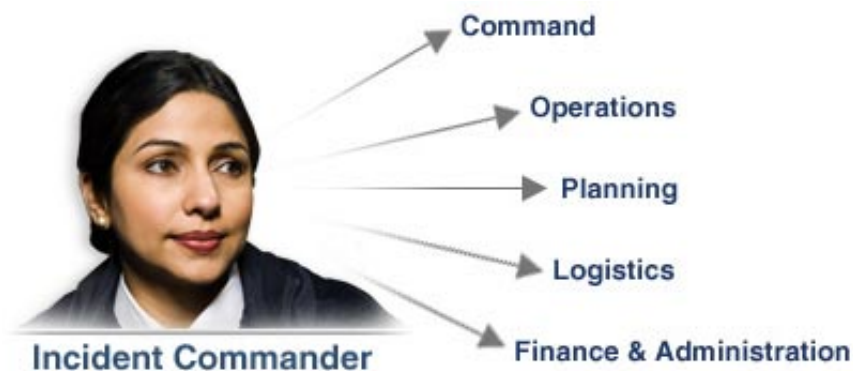 Command
Operations
Planning
Logistics
Finance & Administration
Incident Commander